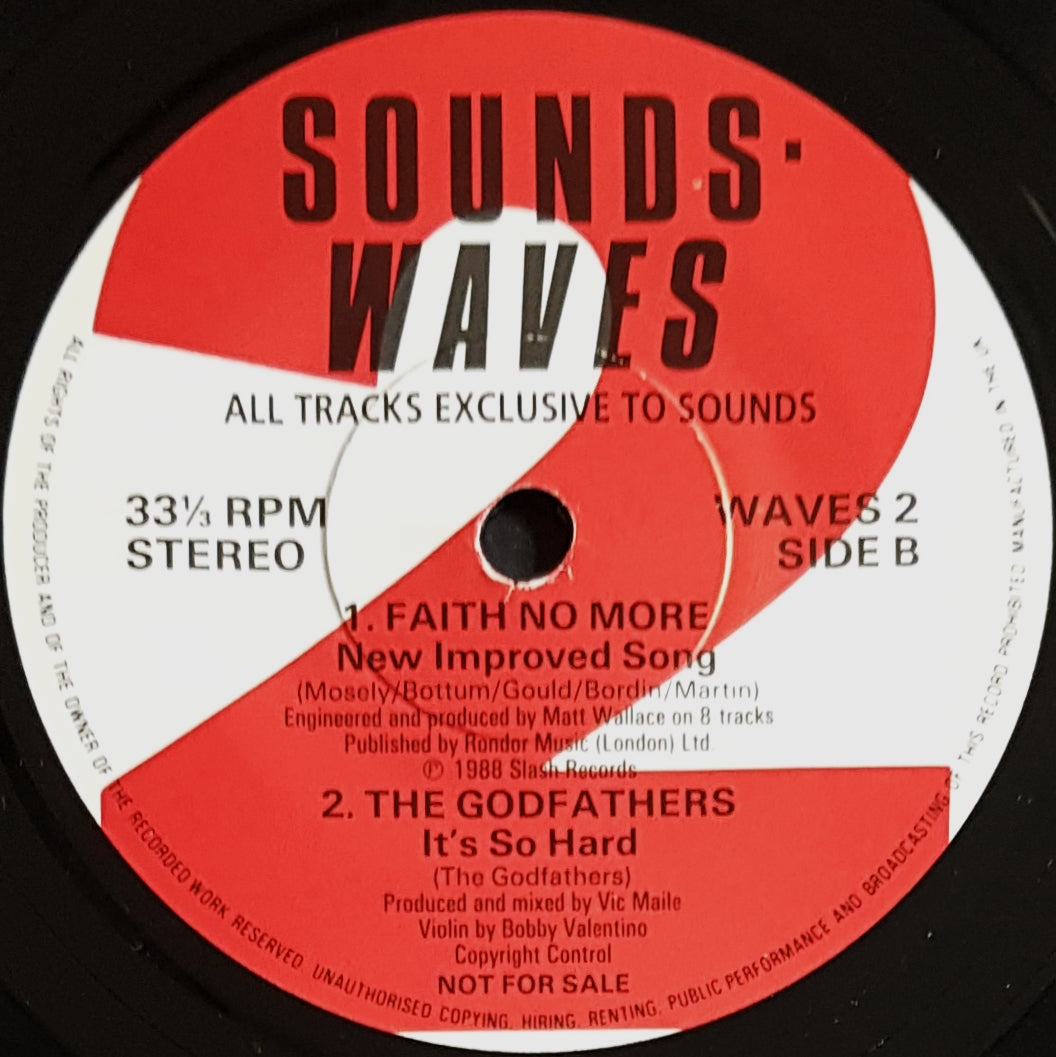 SOUNDS·
WAVES
ALL TRACKS EXCLUSIVE TO SOUNDS
33⅓ RPM
STEREO
WAVES 2
SIDE B
1. FAITH NO MORE
New Improved Song
(Mosely/Bottum/Gould/Bordin/Martin)
Engineered and produced by Matt Wallace on 8 tracks
Published by Rondor Music (London) Ltd.
℗ 1988 Slash Records
2. THE GODFATHERS
It's So Hard
(The Godfathers)
Produced and mixed by Vic Maile
Violin by Bobby Valentino
Copyright Control
NOT FOR SALE
ALL RIGHTS OF THE PRODUCER AND OF THE OWNER OF THE RECORDED WORK RESERVED. UNAUTHORISED COPYING, HIRING, RENTING, PUBLIC PERFORMANCE AND BROADCASTING OF THIS RECORD PROHIBITED MANUFACTURED IN THE UK